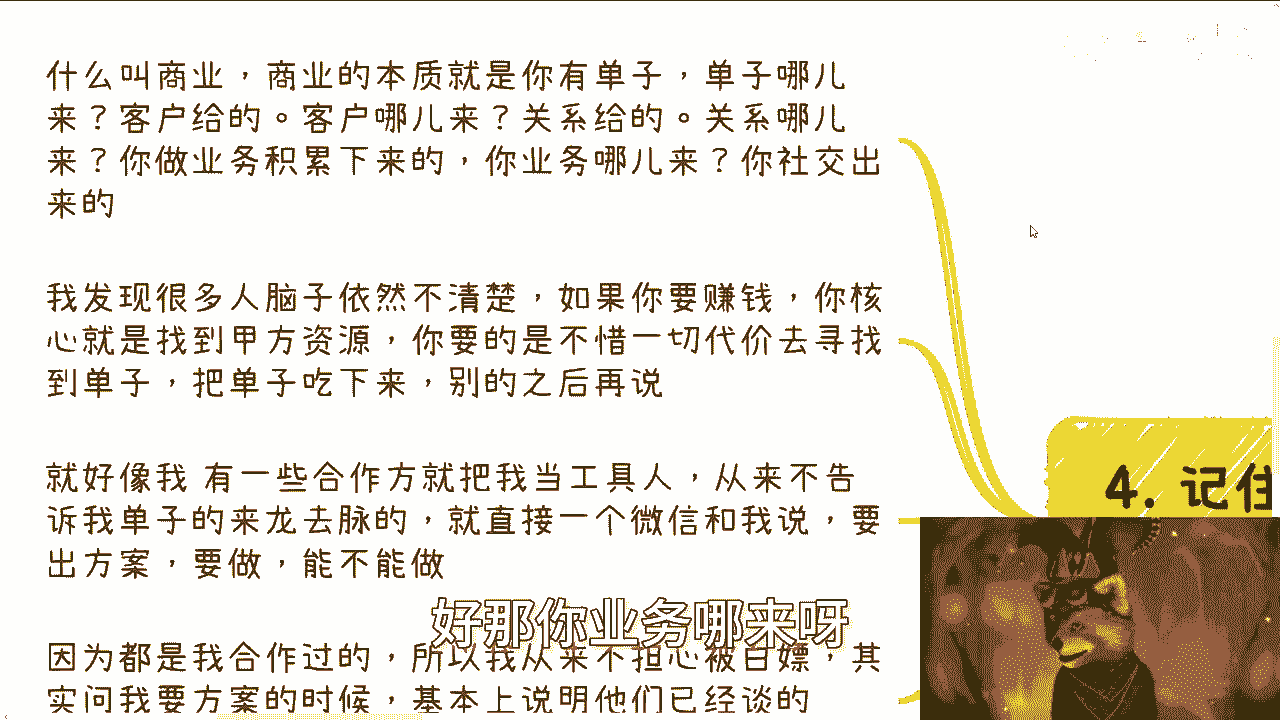 什么叫商业，商业的本质就是你有单子，单子哪儿
来？客户给的。客户哪儿来？关系给的。关系哪儿
来？你做业务积累下来的，你业务哪儿来？你社交出
来的
我发现很多人脑子依然不清楚，如果你要赚钱，你核
心就是找到甲方资源，你要的是不惜一切代价去寻找
到单子，把单子吃下来，别的之后再说
就好像我 有一些合作方就把我当工具人，从来不告
诉我单子的来龙去脉的，就直接一个微信和我说，要
出方案，要做，能不能做
4. 记住
好那你业务哪来呀
因为都是我合作过的，所以我从来不担心被白嫖，其
实问我要方案的时候，基本上说明他们已经谈的